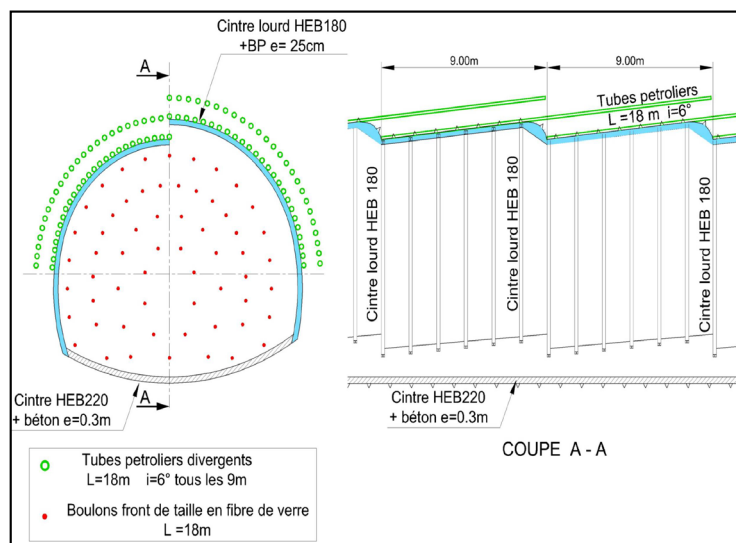 Cintre lourd HEB180
+BP e= 25cm
A
A
Cintre HEB220
+ béton e=0.3m
Tubes petroliers divergents
L=18m i=6° tous les 9m
Boulons front de taille en fibre de verre
L =18m
9.00m
9.00m
Tubes petroliers
L =18 m i=6°
Cintre lourd HEB 180
Cintre lourd HEB 180
Cintre lourd HEB 180
Cintre HEB220
+ béton e=0.3m
COUPE A - A